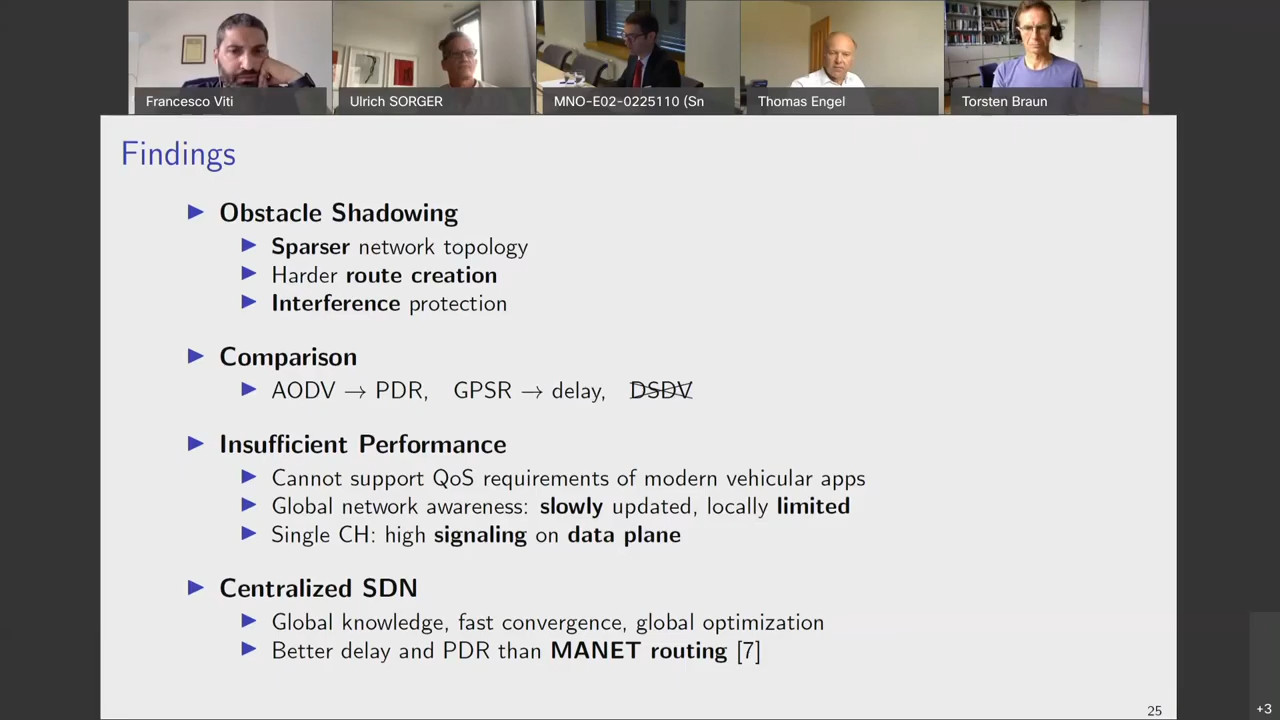 Francesco Viti
Ulrich SORGER
MNO-E02-0225110 (Sn
Thomas Engel
Torsten Braun
Findings
Obstacle Shadowing
Sparser network topology
Harder route creation
Interference protection
Comparison
AODV → PDR, GPSR → delay, DSDV
Insufficient Performance
Cannot support QoS requirements of modern vehicular apps
Global network awareness: slowly updated, locally limited
Single CH: high signaling on data plane
Centralized SDN
Global knowledge, fast convergence, global optimization
Better delay and PDR than MANET routing [7]
25
+3